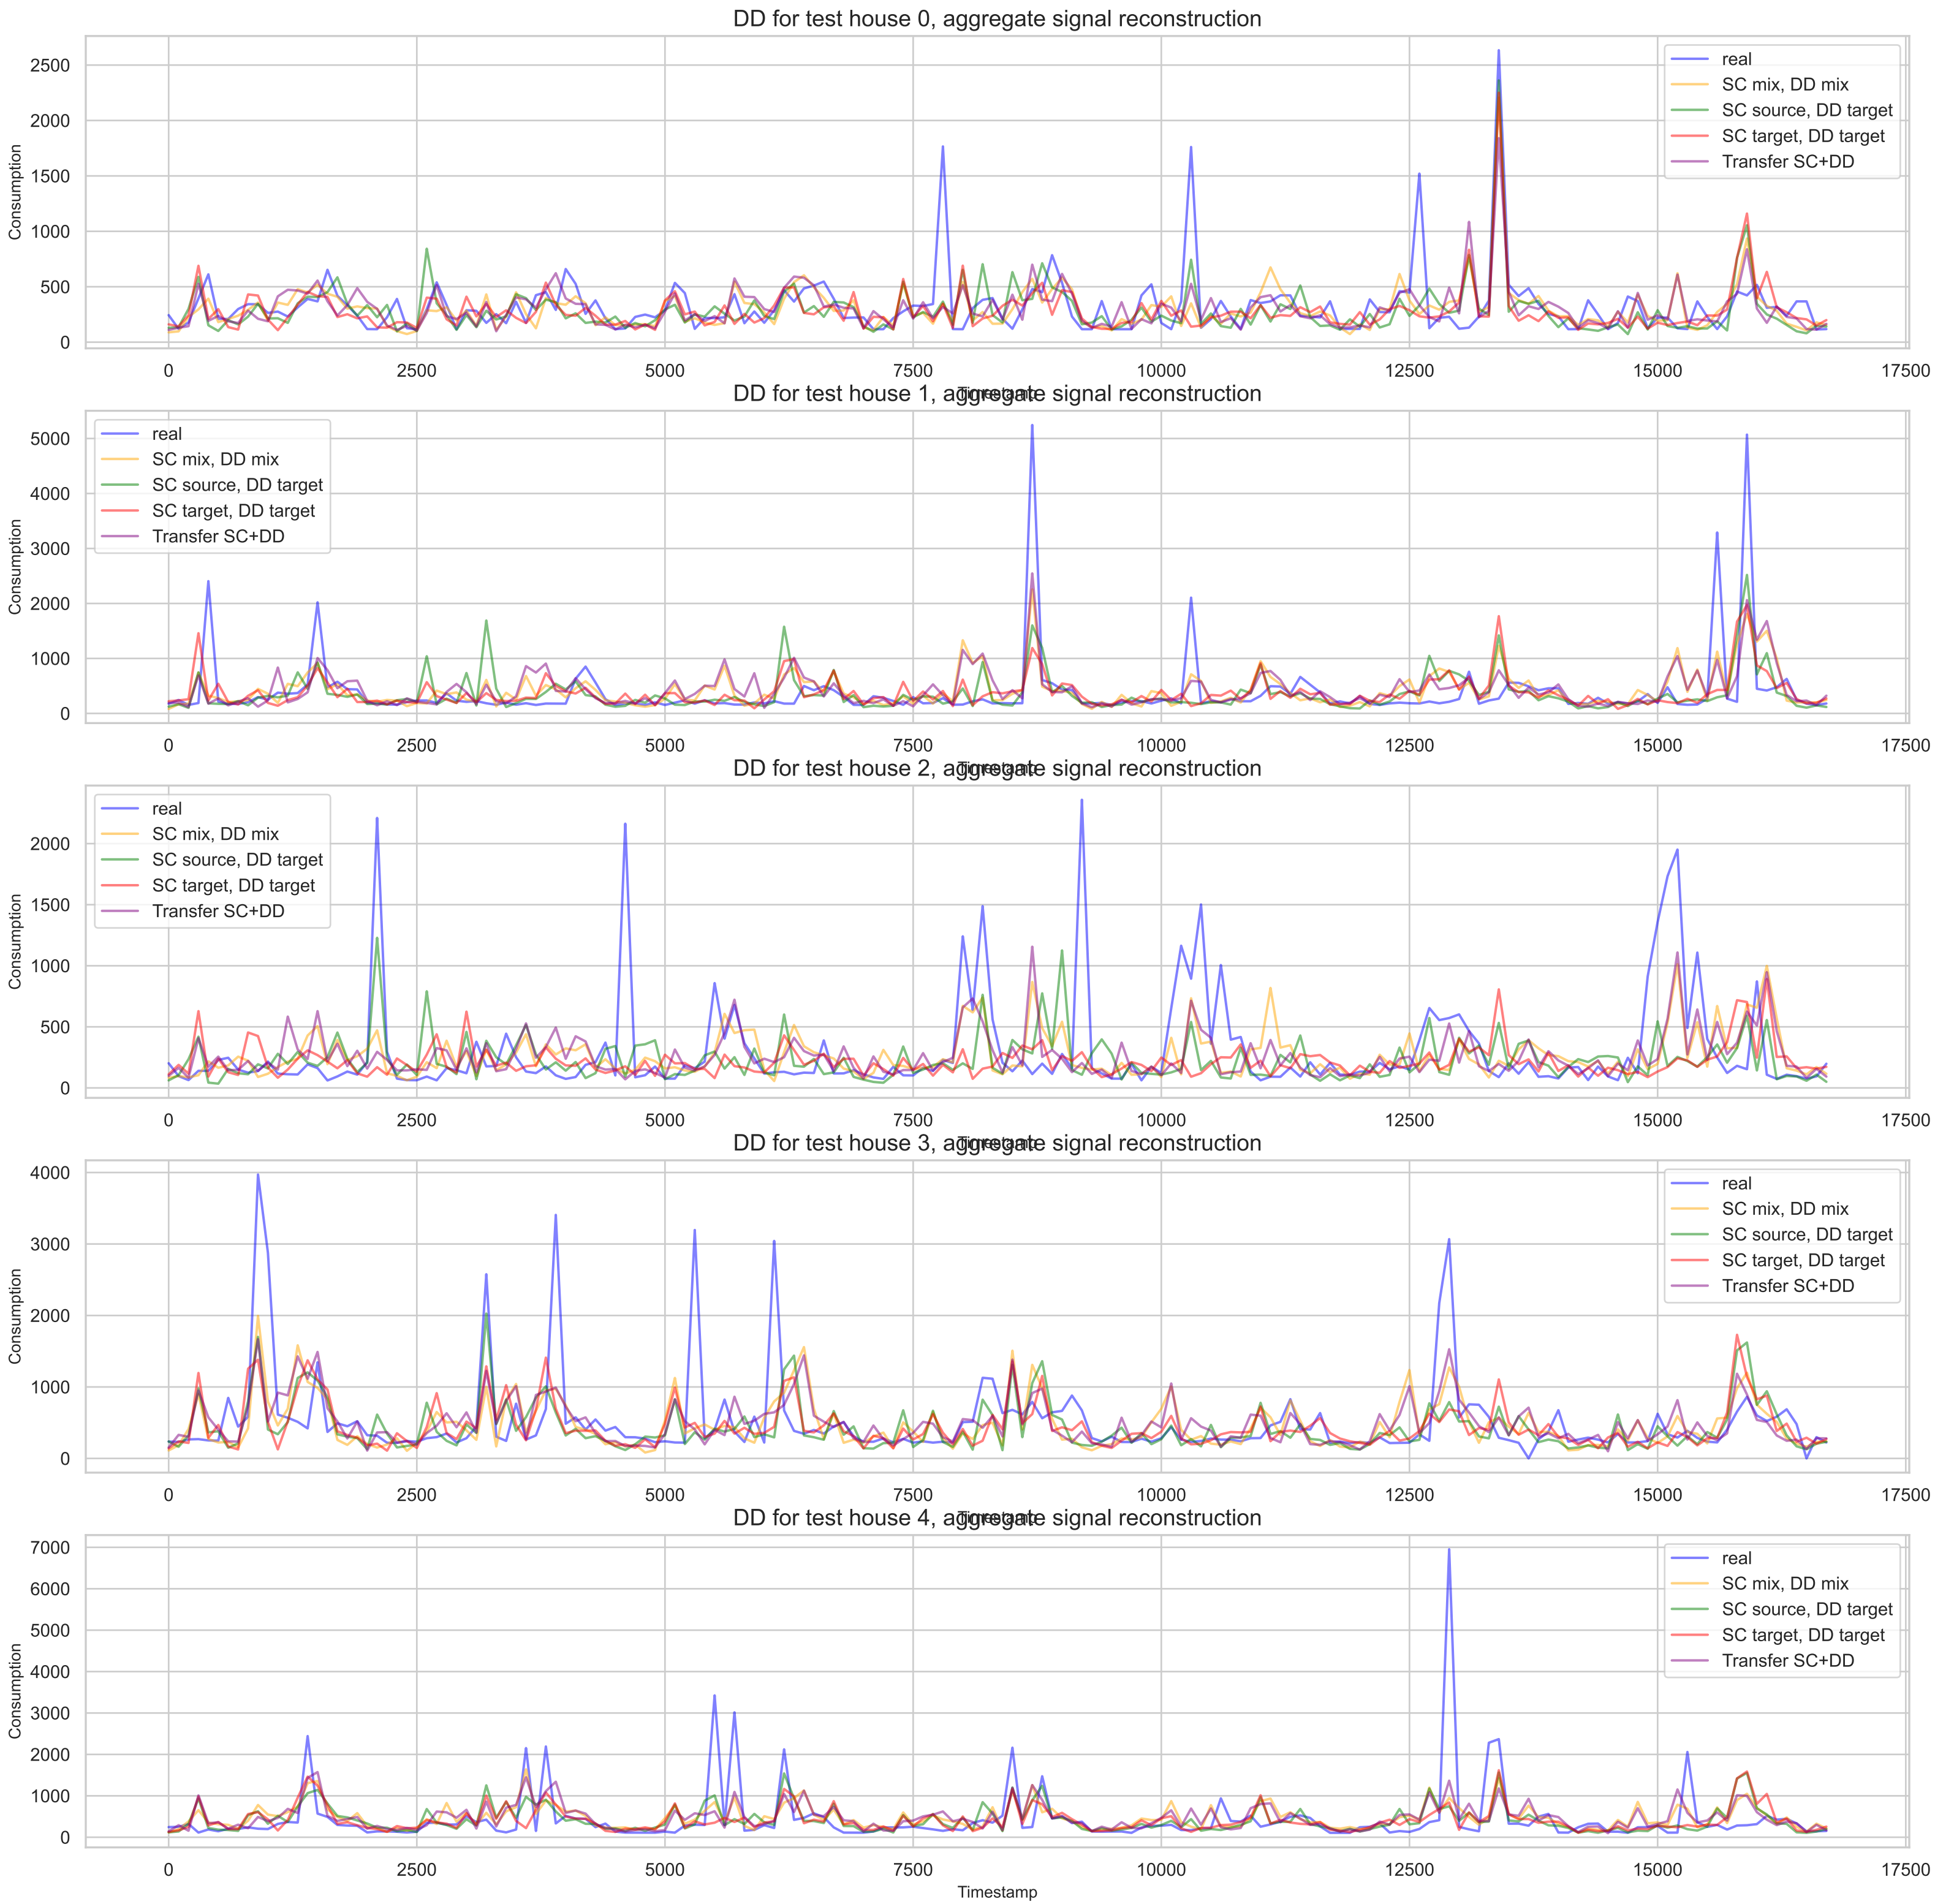 DD for test house 0, aggregate signal reconstruction
Consumption
2500
2000
1500
1000
500
0
real
SC mix, DD mix
SC source, DD target
SC target, DD target
Transfer SC+DD
0 2500 5000 7500 10000 12500 15000 17500
Timestamp
DD for test house 1, aggregate signal reconstruction
Consumption
5000
4000
3000
2000
1000
0
real
SC mix, DD mix
SC source, DD target
SC target, DD target
Transfer SC+DD
0 2500 5000 7500 10000 12500 15000 17500
Timestamp
DD for test house 2, aggregate signal reconstruction
Consumption
2000
1500
1000
500
0
real
SC mix, DD mix
SC source, DD target
SC target, DD target
Transfer SC+DD
0 2500 5000 7500 10000 12500 15000 17500
Timestamp
DD for test house 3, aggregate signal reconstruction
Consumption
4000
3000
2000
1000
0
real
SC mix, DD mix
SC source, DD target
SC target, DD target
Transfer SC+DD
0 2500 5000 7500 10000 12500 15000 17500
Timestamp
DD for test house 4, aggregate signal reconstruction
Consumption
7000
6000
5000
4000
3000
2000
1000
0
real
SC mix, DD mix
SC source, DD target
SC target, DD target
Transfer SC+DD
0 2500 5000 7500 10000 12500 15000 17500
Timestamp